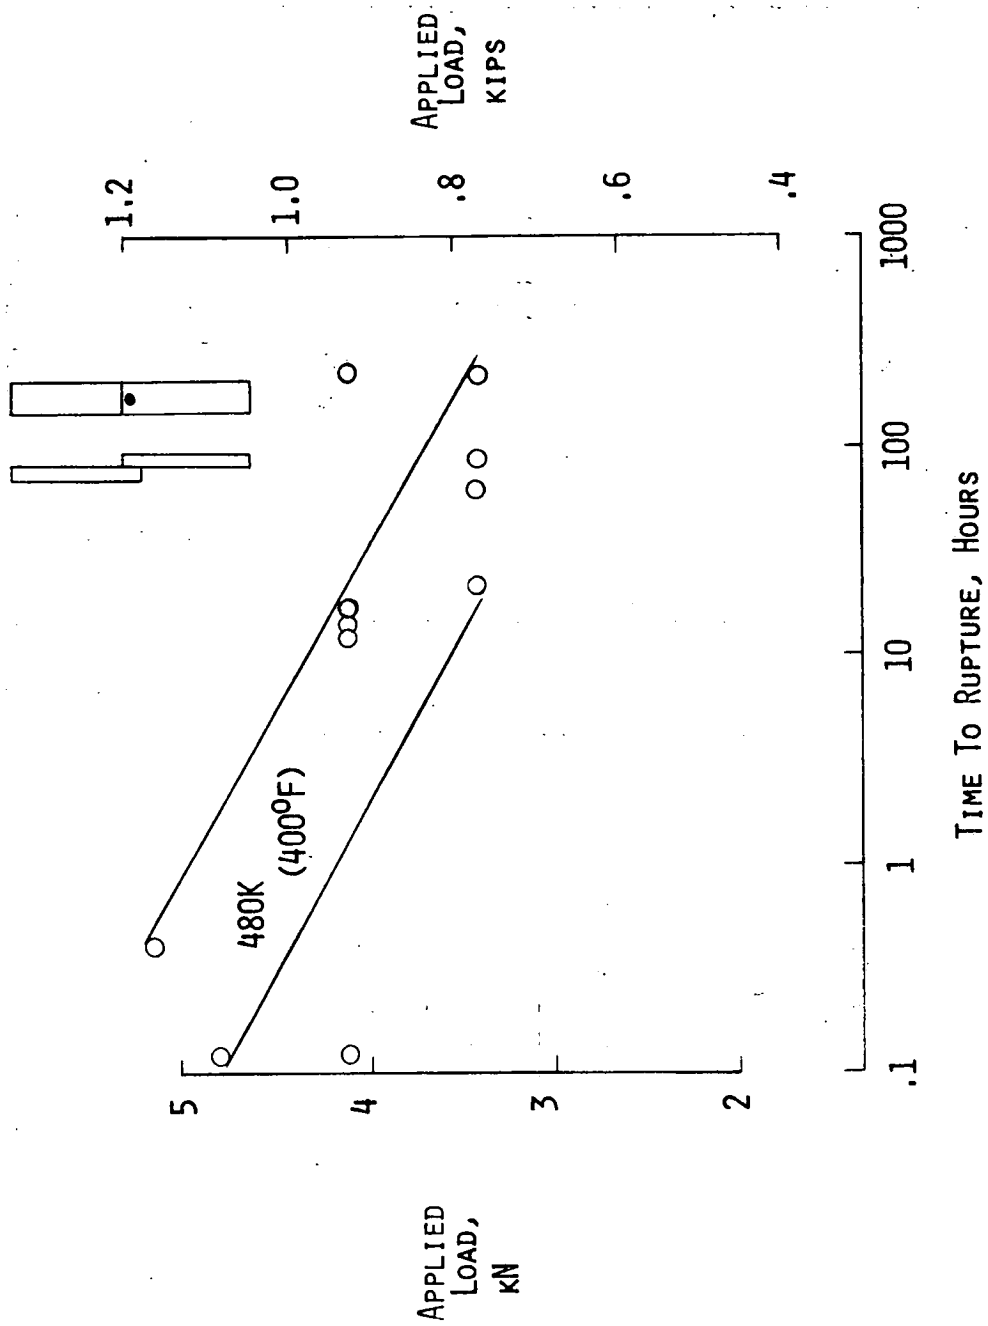 APPLIED
LOAD,
KN
5
4
3
2
480K
(400°F)
1.2
1.0
.8
.6
.4
APPLIED
LOAD,
KIPS
.1 1 10 100 1000
TIME TO RUPTURE, HOURS